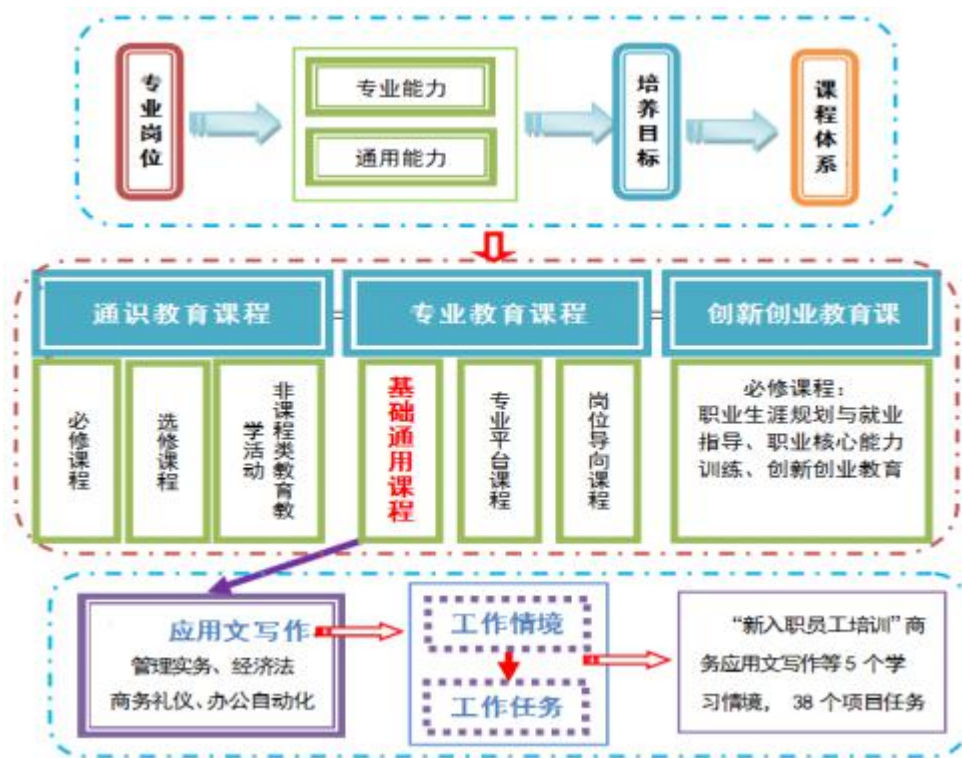 专业岗位
专业能力
通用能力
培养目标
课程体系
通识教育课程
专业教育课程
创新创业教育课
必修课程
选修课程
非课程类教育教
学活动
基础通用课程
专业平台课程
岗位导向课程
必修课程：
职业生涯规划与就业
指导、职业核心能力
训练、创新创业教育
应用文写作
管理实务、经济法
商务礼仪、办公自动化
工作情境
工作任务
“新入职员工培训”商
务应用文写作等5个学
习情境， 38个项目任务